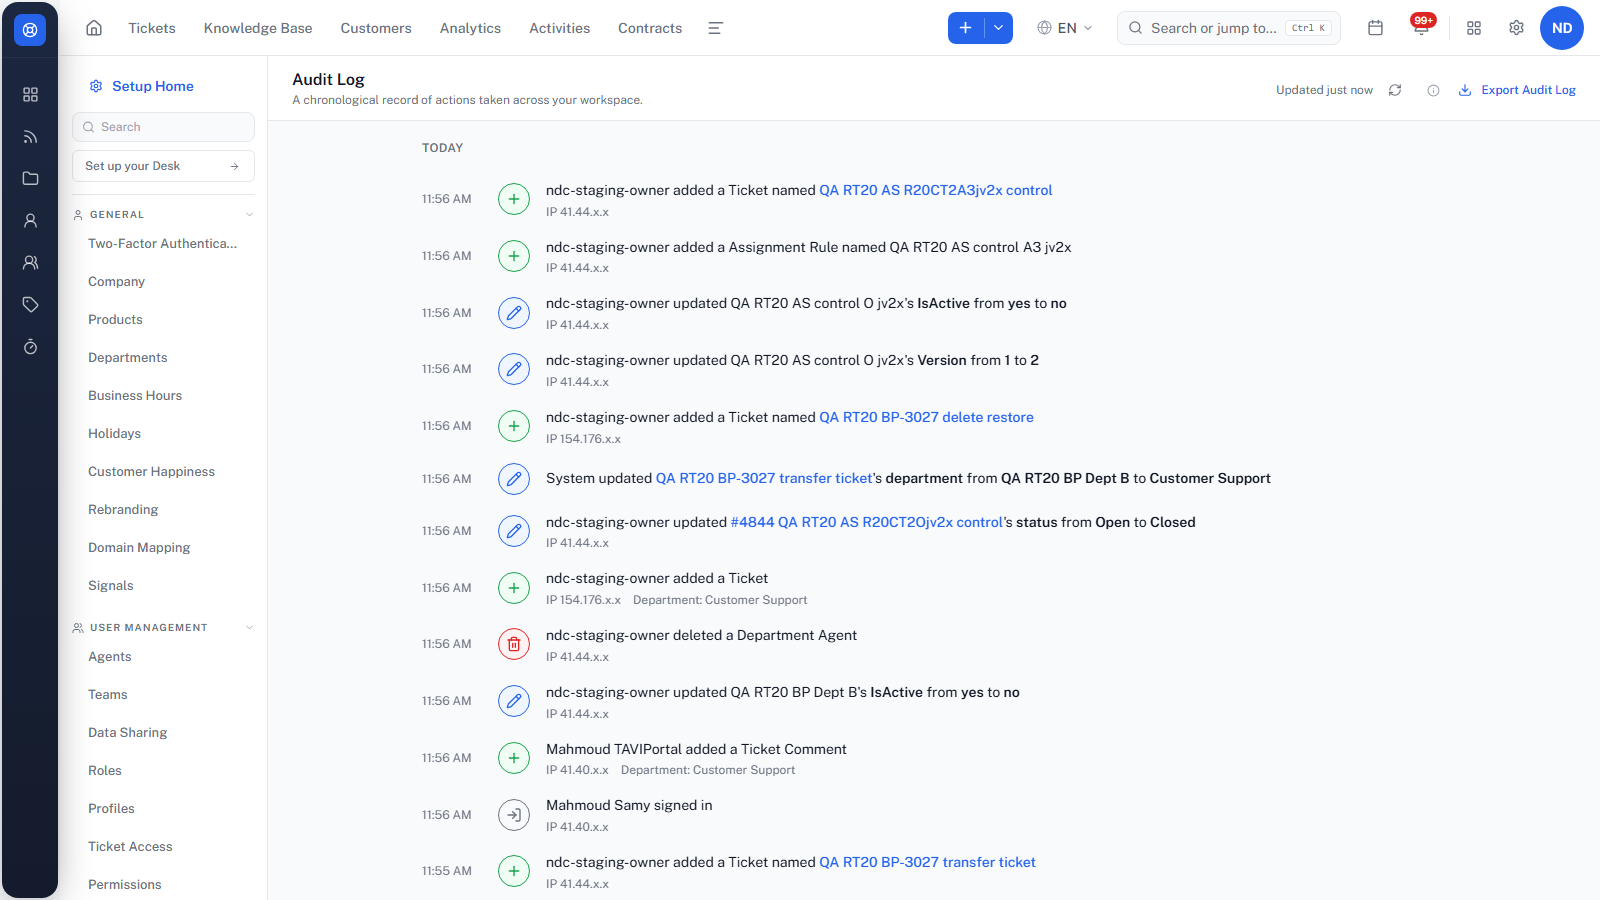 Tickets
Knowledge Base
Customers
Analytics
Activities
Contracts
EN
Search or jump to...
Ctrl K
99+
ND
Setup Home
Search
Set up your Desk
GENERAL
Two-Factor Authentica...
Company
Products
Departments
Business Hours
Holidays
Customer Happiness
Rebranding
Domain Mapping
Signals
USER MANAGEMENT
Agents
Teams
Data Sharing
Roles
Profiles
Ticket Access
Permissions
Audit Log
A chronological record of actions taken across your workspace.
Updated just now
Export Audit Log
TODAY
11:56 AM
ndc-staging-owner added a Ticket named QA RT20 AS R20CT2A3jv2x control
IP 41.44.x.x
11:56 AM
ndc-staging-owner added a Assignment Rule named QA RT20 AS control A3 jv2x
IP 41.44.x.x
11:56 AM
ndc-staging-owner updated QA RT20 AS control O jv2x's IsActive from yes to no
IP 41.44.x.x
11:56 AM
ndc-staging-owner updated QA RT20 AS control O jv2x's Version from 1 to 2
IP 41.44.x.x
11:56 AM
ndc-staging-owner added a Ticket named QA RT20 BP-3027 delete restore
IP 154.176.x.x
11:56 AM
System updated QA RT20 BP-3027 transfer ticket's department from QA RT20 BP Dept B to Customer Support
11:56 AM
ndc-staging-owner updated #4844 QA RT20 AS R20CT2Ojv2x control's status from Open to Closed
IP 41.44.x.x
11:56 AM
ndc-staging-owner added a Ticket
IP 154.176.x.x Department: Customer Support
11:56 AM
ndc-staging-owner deleted a Department Agent
IP 41.44.x.x
11:56 AM
ndc-staging-owner updated QA RT20 BP Dept B's IsActive from yes to no
IP 41.44.x.x
11:56 AM
Mahmoud TAVIPortal added a Ticket Comment
IP 41.40.x.x Department: Customer Support
11:56 AM
Mahmoud Samy signed in
IP 41.40.x.x
11:55 AM
ndc-staging-owner added a Ticket named QA RT20 BP-3027 transfer ticket
IP 41.44.x.x